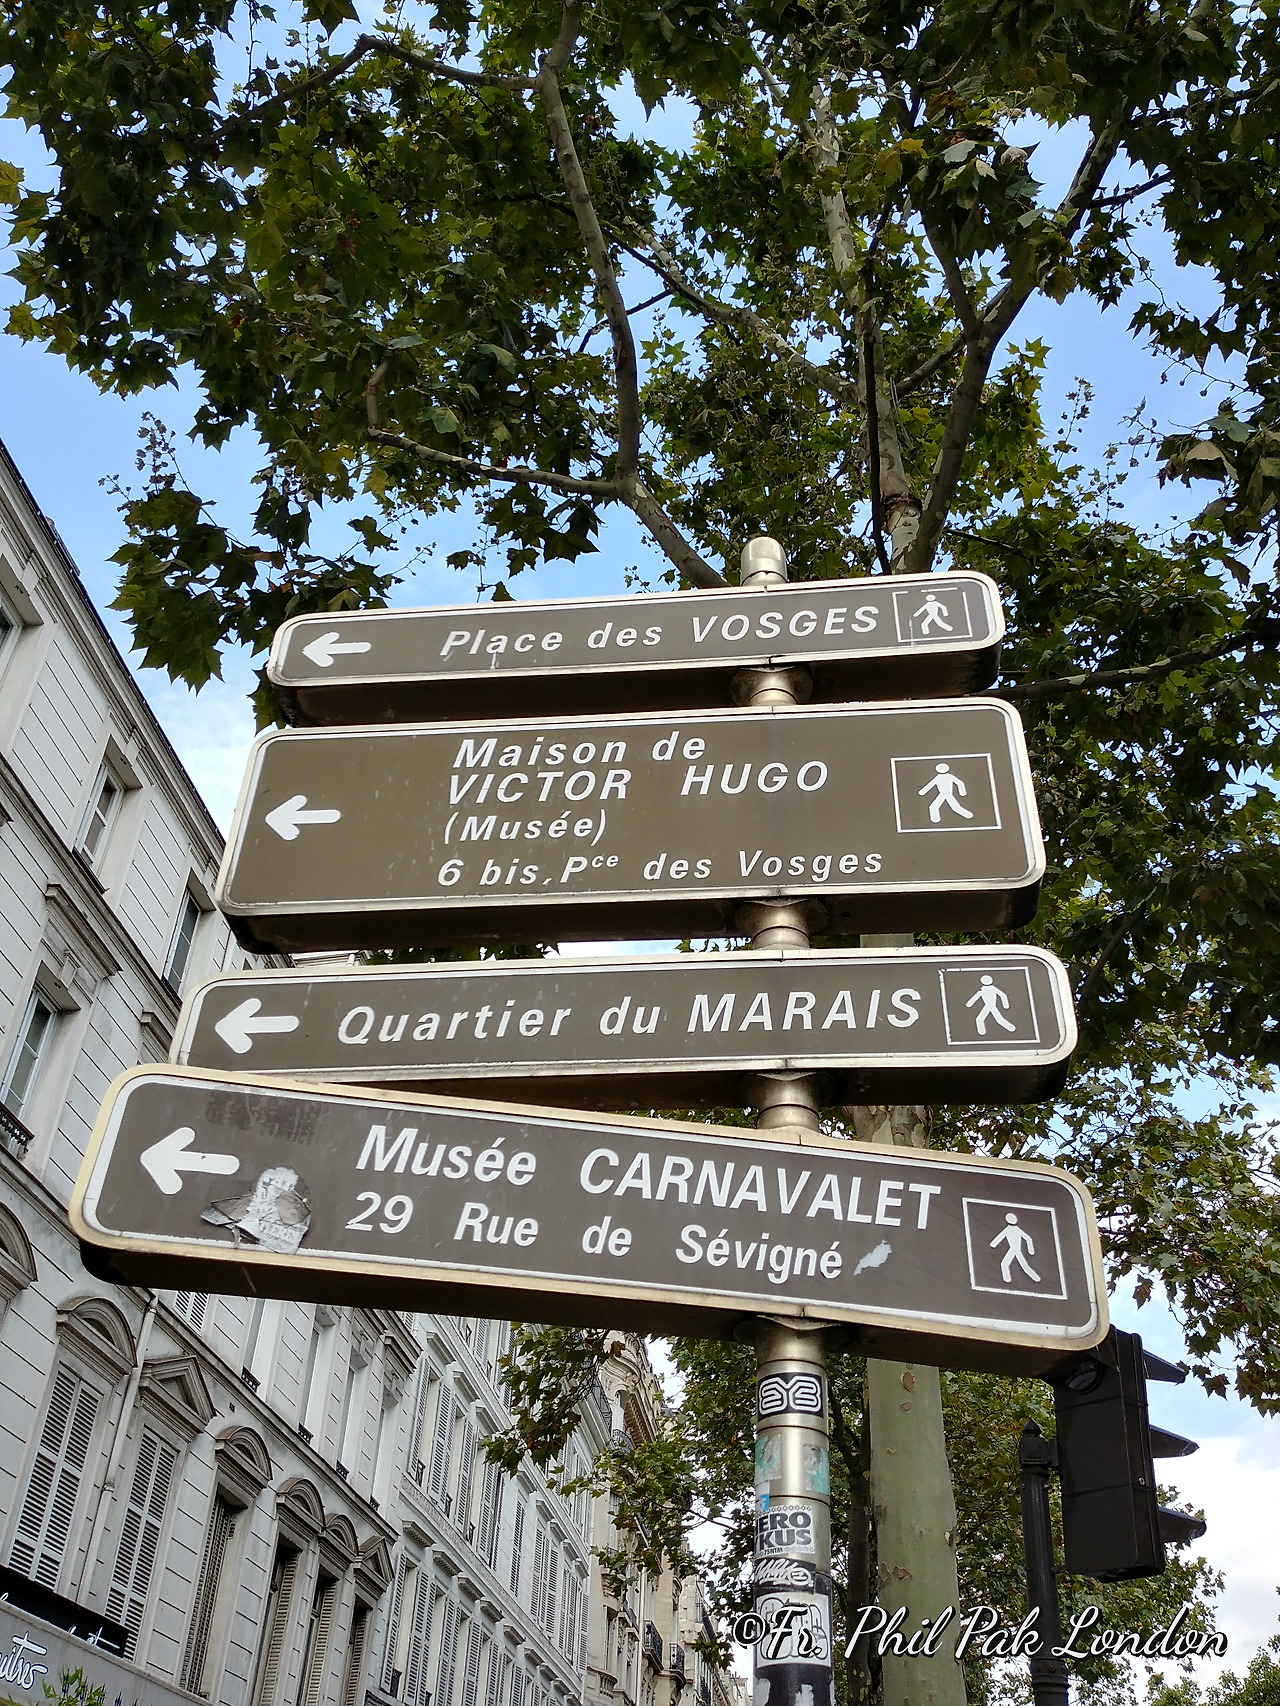 Place des VOSGES
Maison de
VICTOR HUGO
(Musée)
6 bis, Pce des Vosges
Quartier du MARAIS
Musée CARNAVALET
29 Rue de Sévigné
©Fr. Phil Pak London